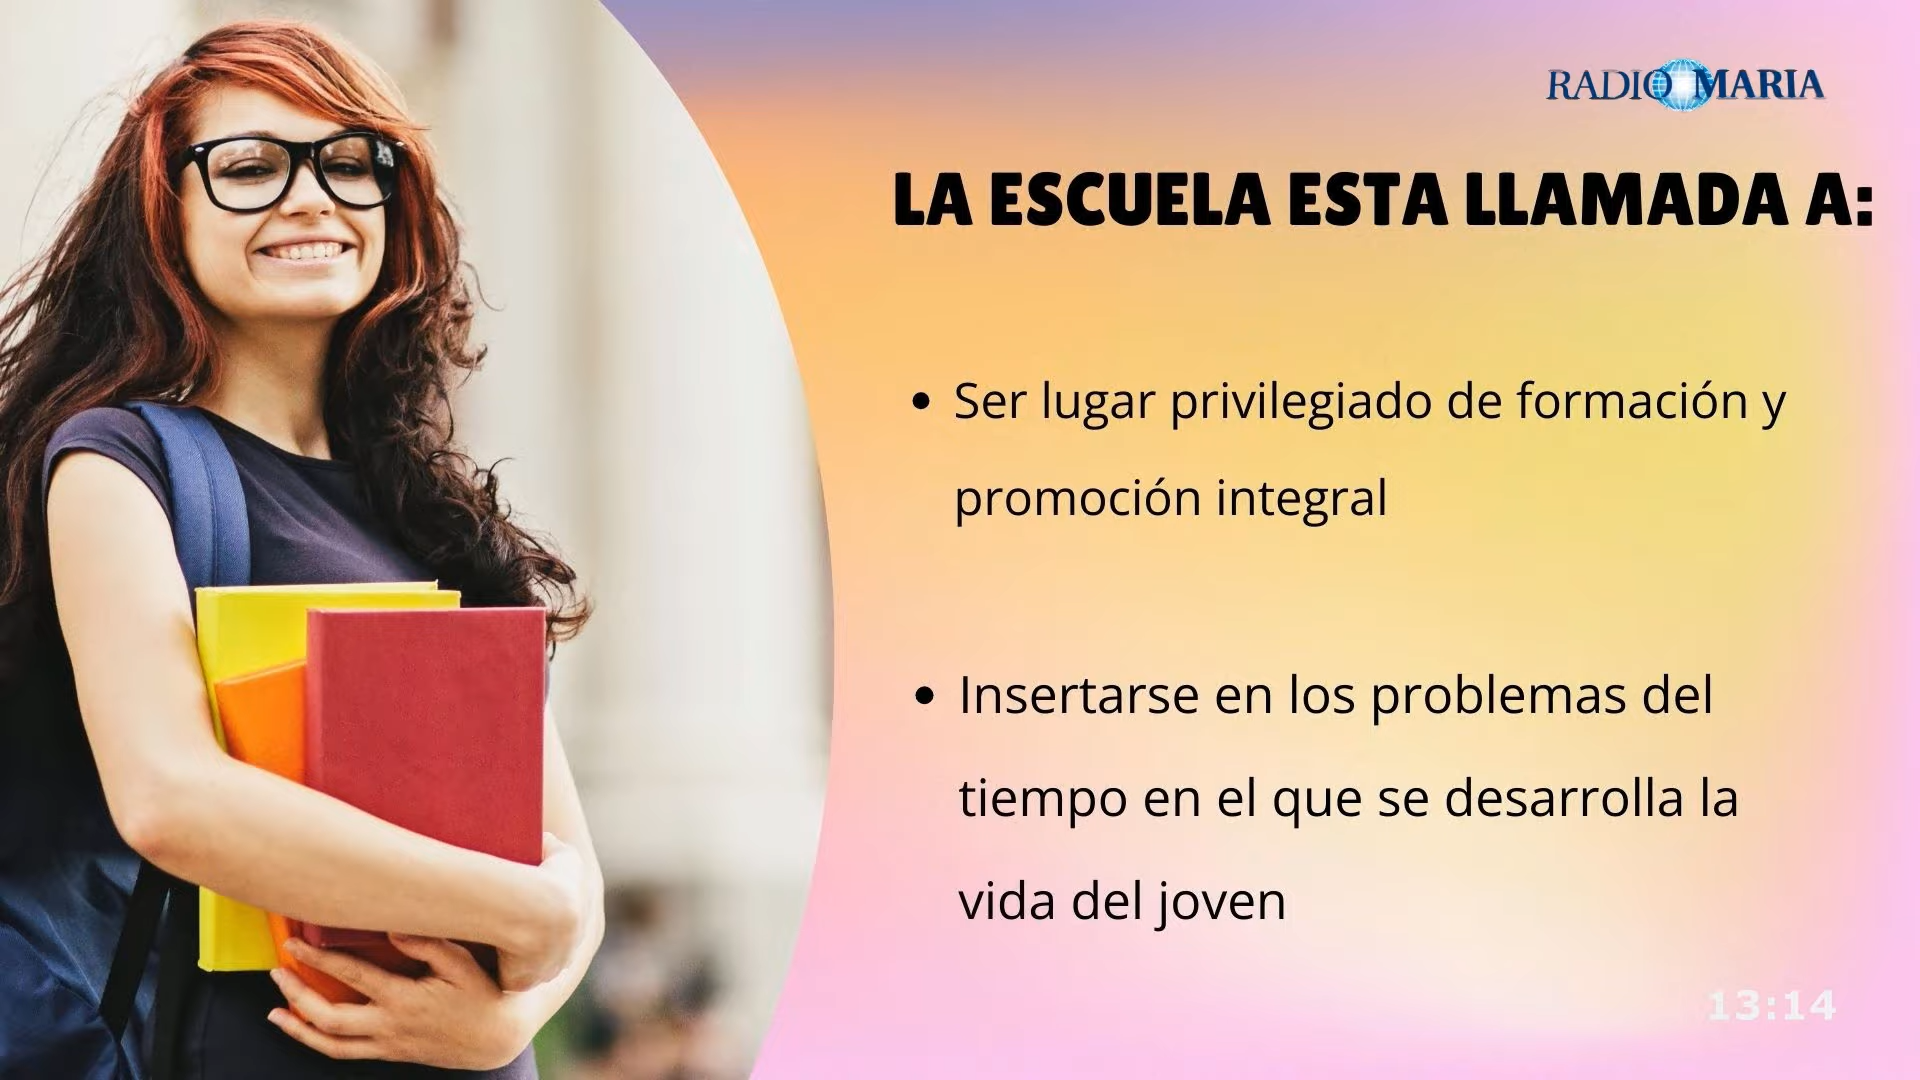 RADIO MARIA
LA ESCUELA ESTA LLAMADA A:
• Ser lugar privilegiado de formación y
promoción integral
• Insertarse en los problemas del
tiempo en el que se desarrolla la
vida del joven
13:14